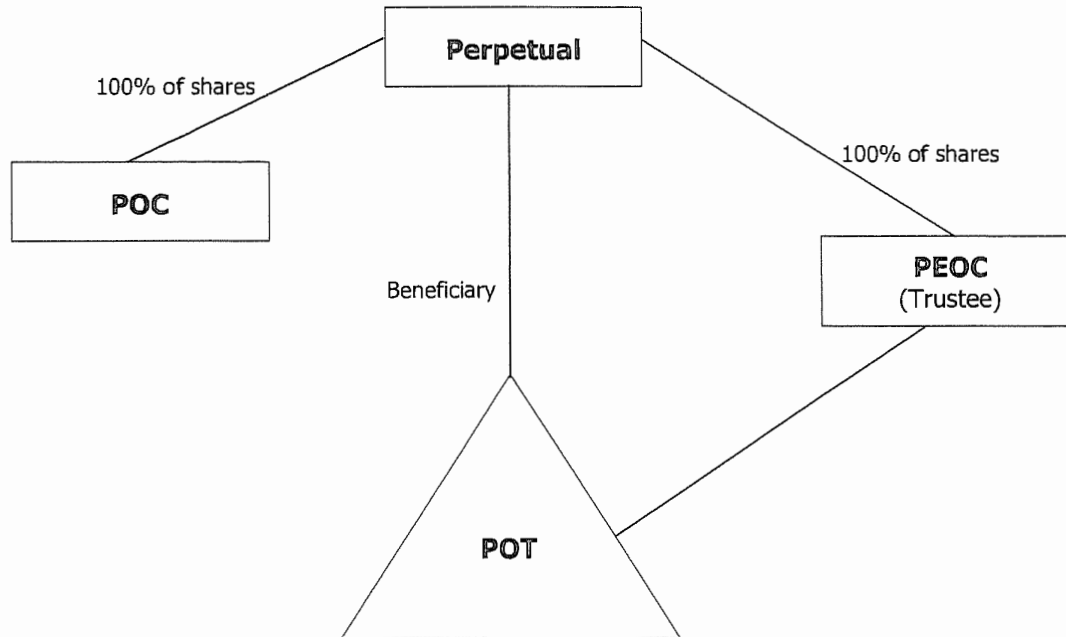 Perpetual
100% of shares
100% of shares
POC
PEOC
(Trustee)
Beneficiary
POT